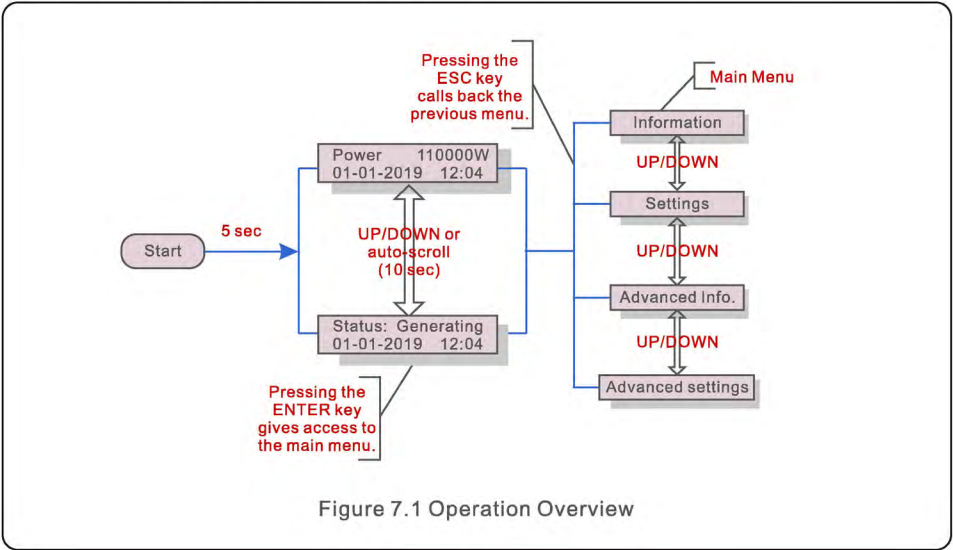 Pressing the
ESC key
calls back the
previous menu.
Main Menu
Information
UP/DOWN
Settings
UP/DOWN
Advanced Info.
UP/DOWN
Advanced settings
Power 110000W
01-01-2019 12:04
5 sec
Start
UP/DOWN or
auto-scroll
(10 sec)
Status: Generating
01-01-2019 12:04
Pressing the
ENTER key
gives access to
the main menu.
Figure 7.1 Operation Overview